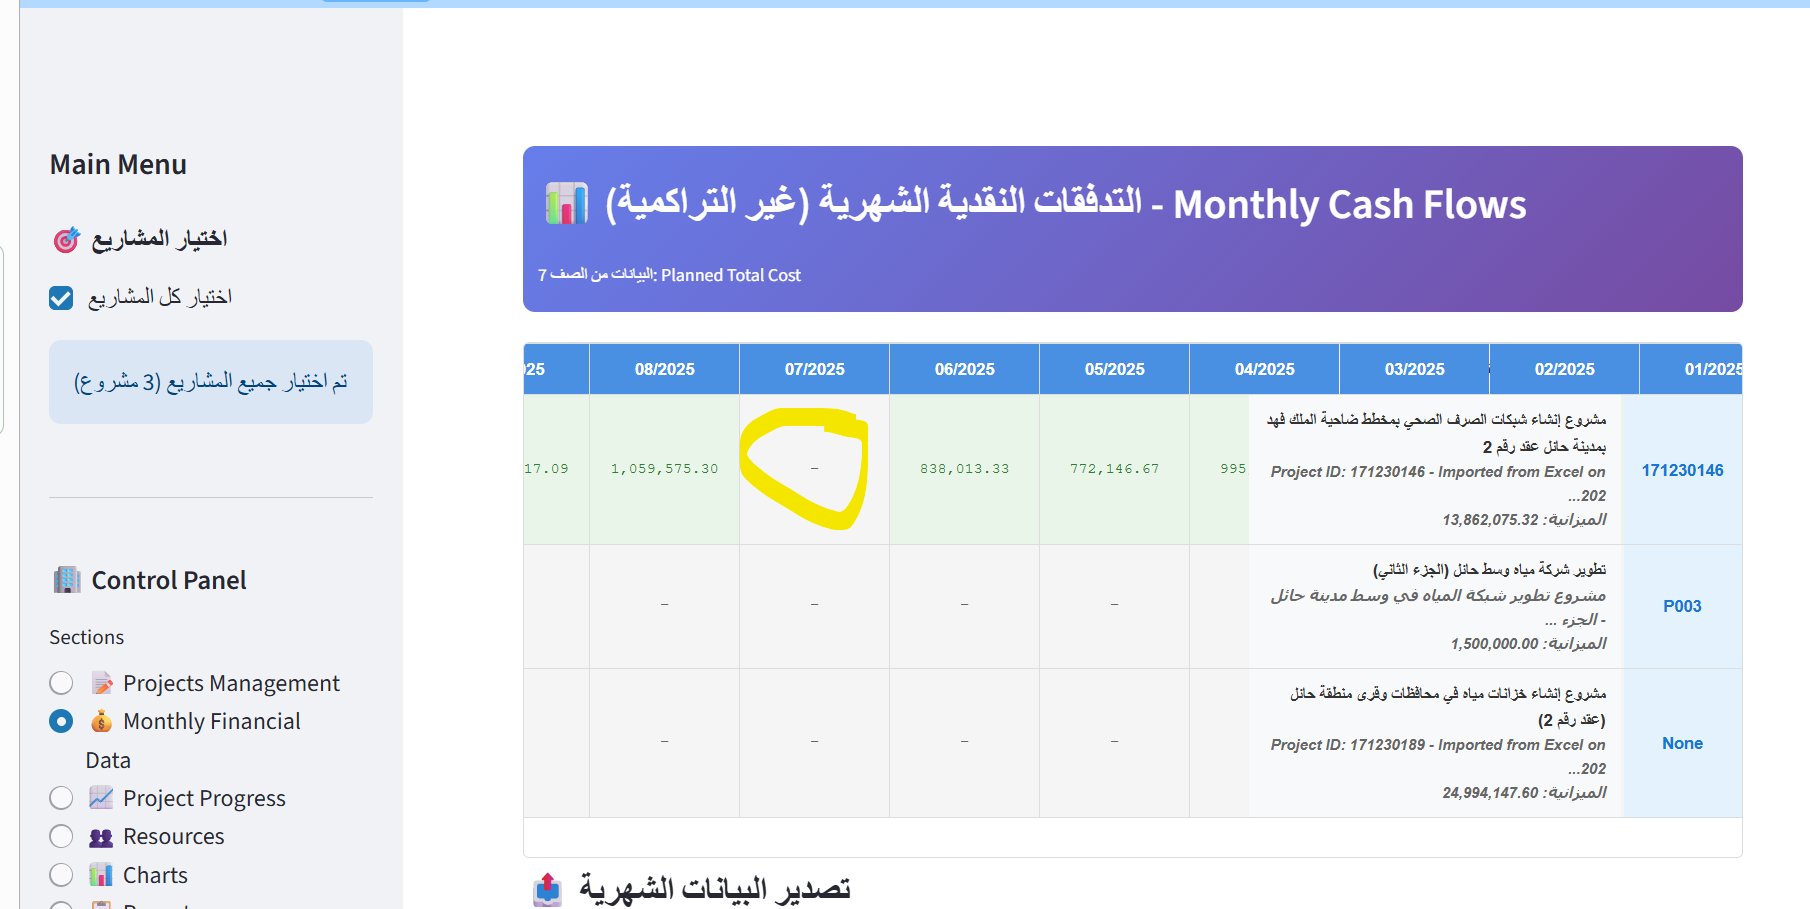 Main Menu
🎯 اختيار المشاريع
اختيار كل المشاريع
تم اختيار جميع المشاريع (3 مشروع)
🏢 Control Panel
Sections
📝 Projects Management
💰 Monthly Financial
Data
📈 Project Progress
👥 Resources
📊 Charts
📊 التدفقات النقدية الشهرية (غير التراكمية) - Monthly Cash Flows
البيانات من الصف 7: Planned Total Cost
01/2025 02/2025 03/2025 04/2025 05/2025 06/2025 07/2025 08/2025 25
171230146
مشروع إنشاء شبكات الصرف الصحي بمخطط ضاحية الملك فهد
بمدينة حائل عقد رقم 2
Project ID: 171230146 - Imported from Excel on
202...
الميزانية: 13,862,075.32
995 772,146.67 838,013.33 – 1,059,575.30 17.09
P003
تطوير شركة مياه وسط حائل (الجزء الثاني)
مشروع تطوير شبكة المياه في وسط مدينة حائل
- الجزء ...
الميزانية: 1,500,000.00
– – – –
None
مشروع إنشاء خزانات مياه في محافظات وقرى منطقة حائل
(عقد رقم 2)
Project ID: 171230189 - Imported from Excel on
202...
الميزانية: 24,994,147.60
– – – –
📤 تصدير البيانات الشهرية